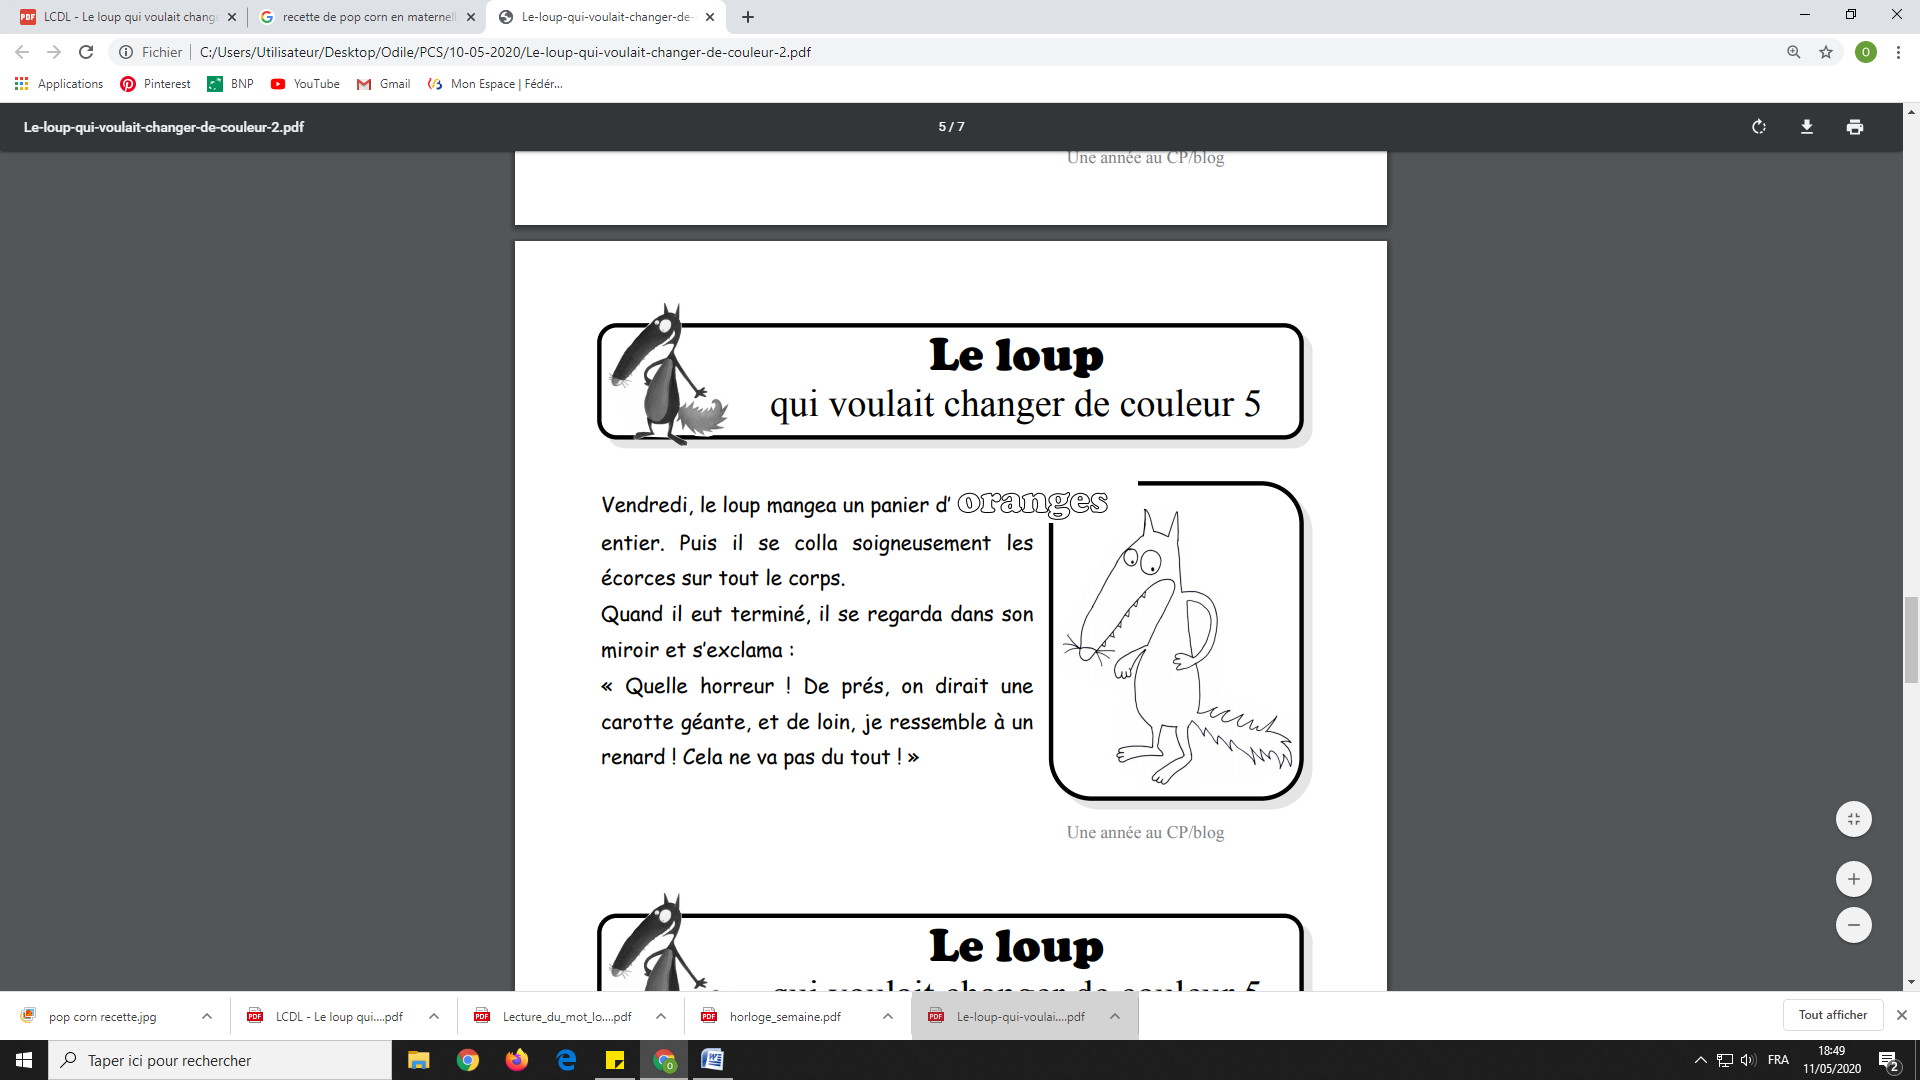 LCDL - Le loup qui voulait chang
recette de pop corn en maternell
Le-loup-qui-voulait-changer-de-
Fichier
C:/Users/Utilisateur/Desktop/Odile/PCS/10-05-2020/Le-loup-qui-voulait-changer-de-couleur-2.pdf
O
Applications
Pinterest
BNP
YouTube
Gmail
Mon Espace | Fédér...
Le-loup-qui-voulait-changer-de-couleur-2.pdf
5 / 7
Une année au CP/blog
Le loup
qui voulait changer de couleur 5
Vendredi, le loup mangea un panier d' oranges
entier. Puis il se colla soigneusement les
écorces sur tout le corps.
Quand il eut terminé, il se regarda dans son
miroir et s'exclama :
« Quelle horreur ! De prés, on dirait une
carotte géante, et de loin, je ressemble à un
renard ! Cela ne va pas du tout ! »
Une année au CP/blog
Le loup
qui voulait changer de couleur 5
pop corn recette.jpg
LCDL - Le loup qui....pdf
Lecture_du_mot_lo....pdf
horloge_semaine.pdf
Le-loup-qui-voulai....pdf
Tout afficher
Taper ici pour rechercher
FRA
18:49
11/05/2020
2